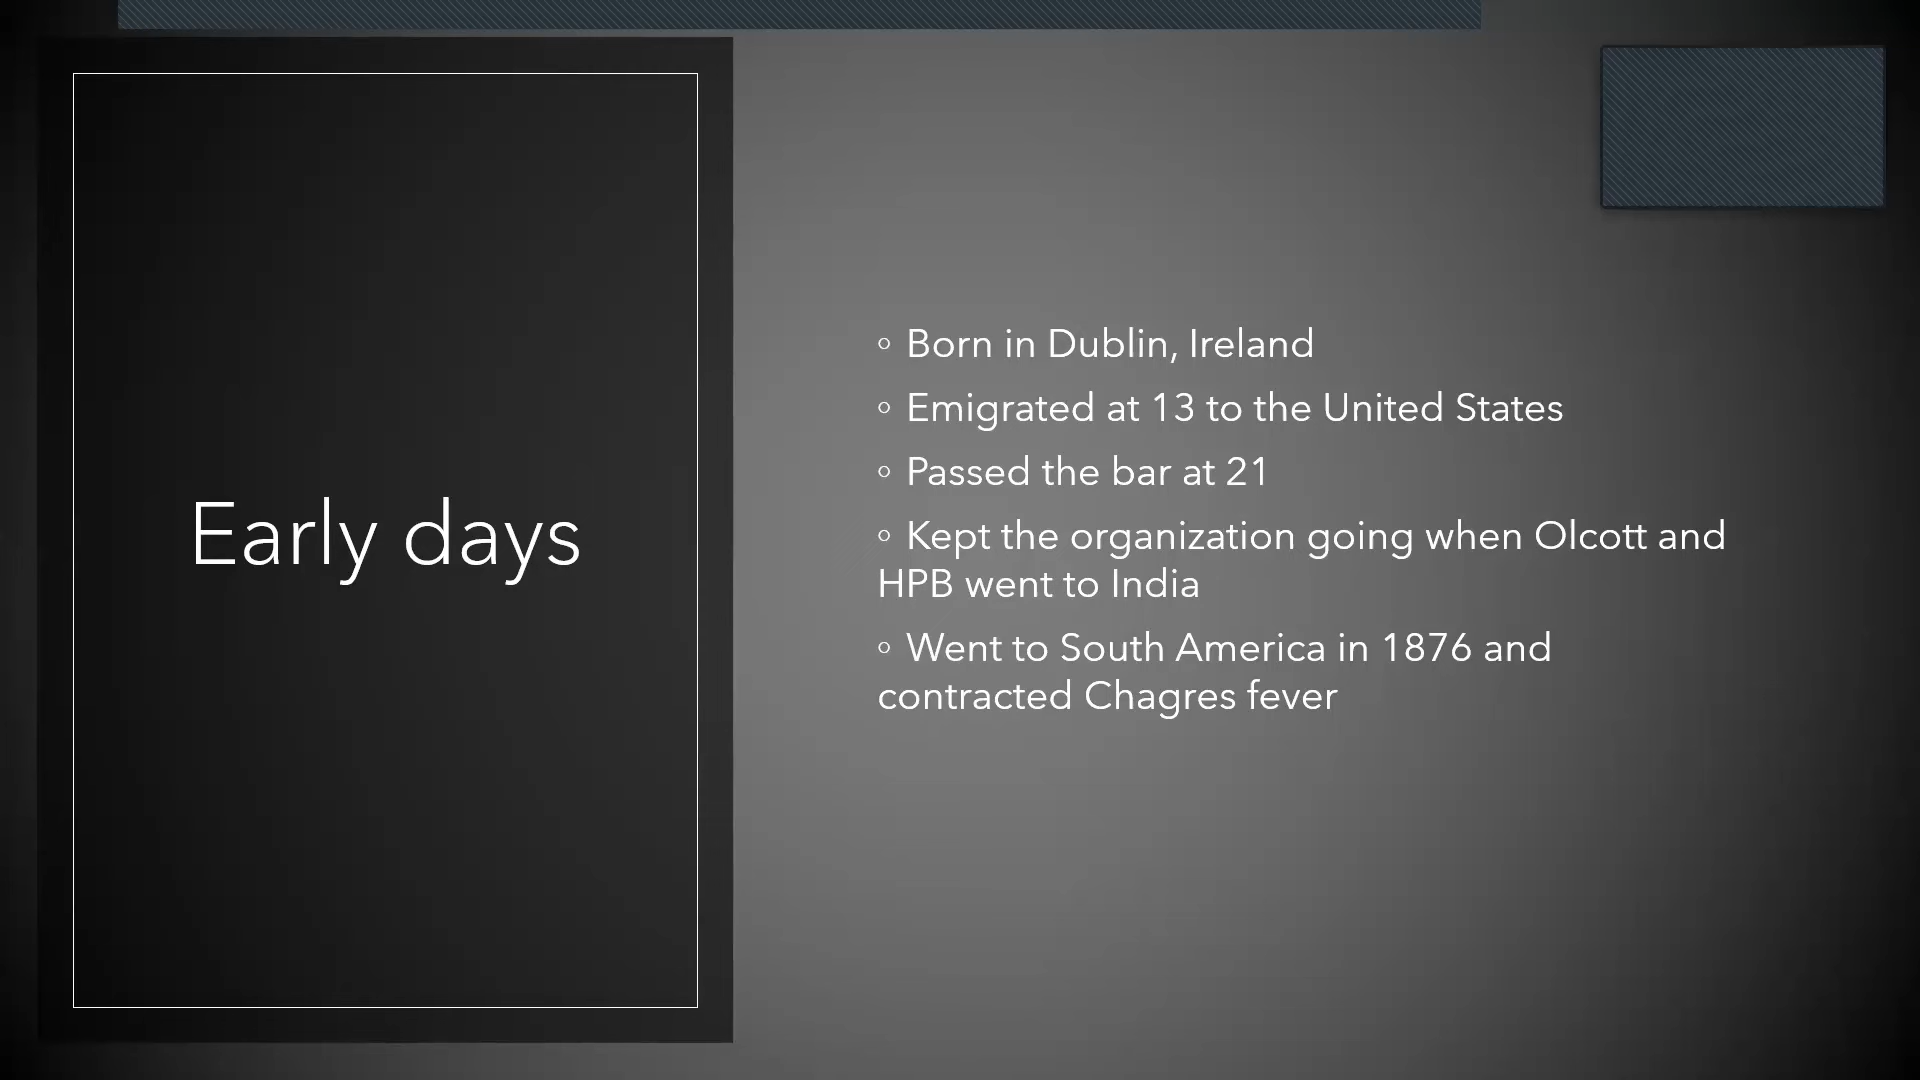 Early days
◦ Born in Dublin, Ireland
◦ Emigrated at 13 to the United States
◦ Passed the bar at 21
◦ Kept the organization going when Olcott and
HPB went to India
◦ Went to South America in 1876 and
contracted Chagres fever